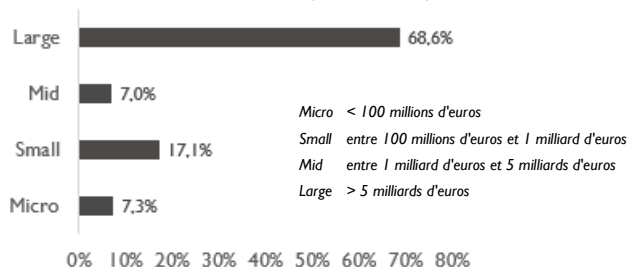 Large 68,6%
Mid 7,0%
Small 17,1%
Micro 7,3%
Micro < 100 millions d'euros
Small entre 100 millions d'euros et 1 milliard d'euros
Mid entre 1 milliard d'euros et 5 milliards d'euros
Large > 5 milliards d'euros
0% 10% 20% 30% 40% 50% 60% 70% 80%